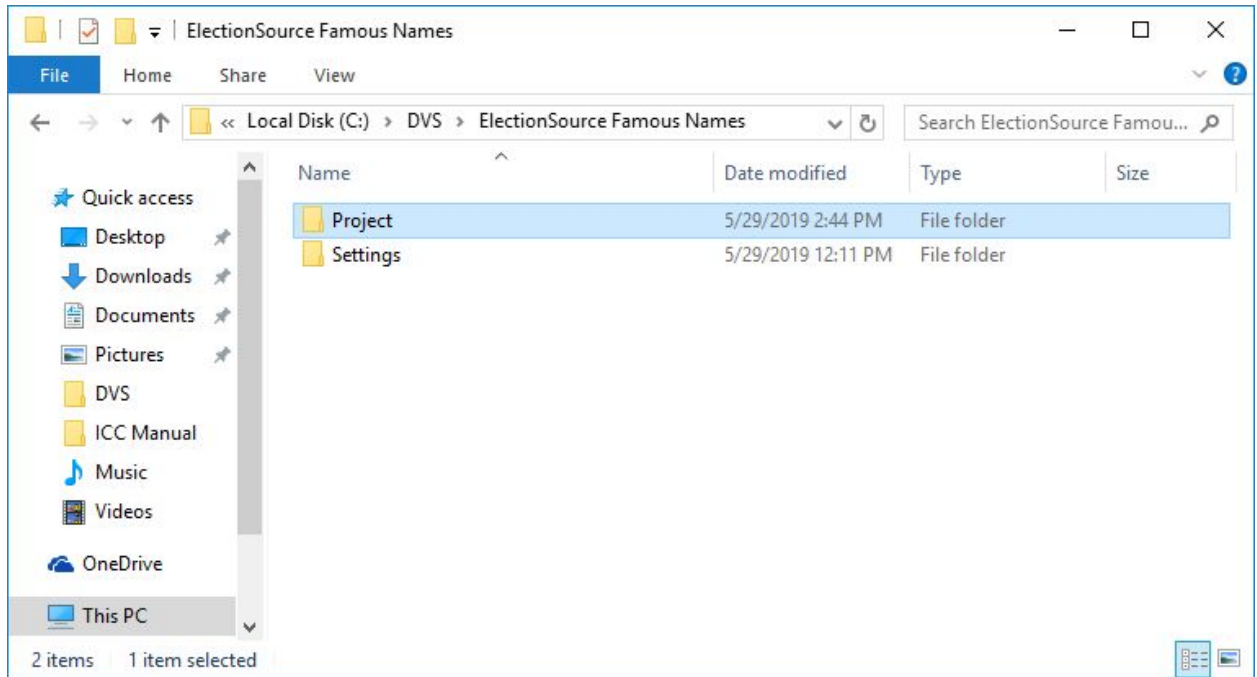 ElectionSource Famous Names
File Home Share View ?
« Local Disk (C:) › DVS › ElectionSource Famous Names
Search ElectionSource Famou...
Name Date modified Type Size
Quick access
Desktop
Downloads
Documents
Pictures
DVS
ICC Manual
Music
Videos
OneDrive
This PC
Project 5/29/2019 2:44 PM File folder
Settings 5/29/2019 12:11 PM File folder
2 items 1 item selected